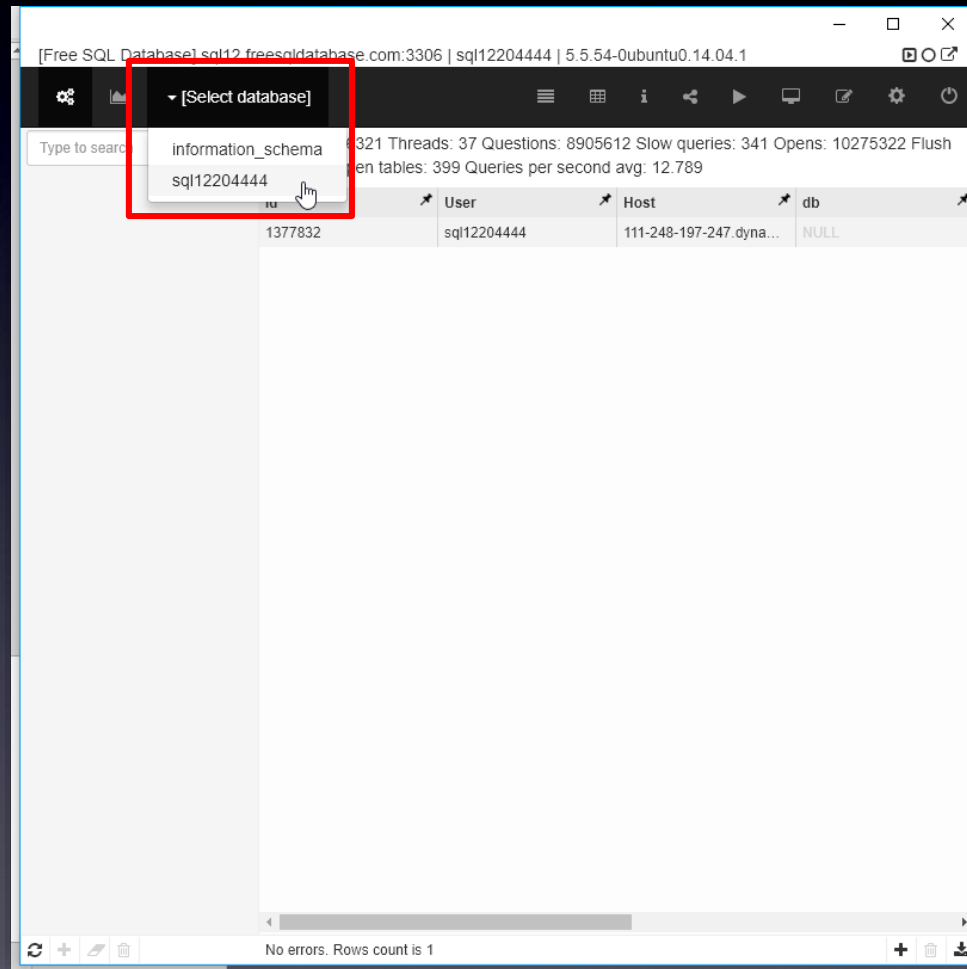 [Free SQL Database] sql12.freesqldatabase.com:3306 | sql12204444 | 5.5.54-0ubuntu0.14.04.1
[Select database]
Type to search
information_schema
sql12204444
321 Threads: 37 Questions: 8905612 Slow queries: 341 Opens: 10275322 Flush
en tables: 399 Queries per second avg: 12.789
Id User Host db
1377832 sql12204444 111-248-197-247.dyna... NULL
No errors. Rows count is 1